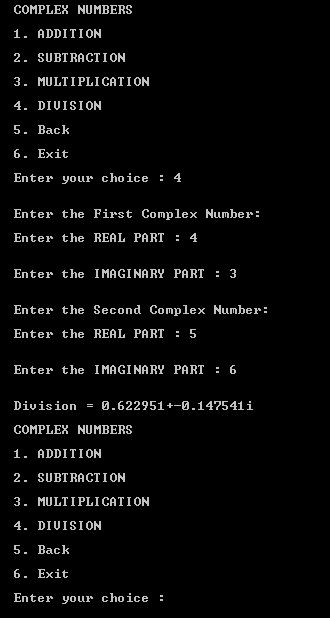 COMPLEX NUMBERS
1. ADDITION
2. SUBTRACTION
3. MULTIPLICATION
4. DIVISION
5. Back
6. Exit
Enter your choice : 4
Enter the First Complex Number:
Enter the REAL PART : 4
Enter the IMAGINARY PART : 3
Enter the Second Complex Number:
Enter the REAL PART : 5
Enter the IMAGINARY PART : 6
Division = 0.622951+-0.147541i
COMPLEX NUMBERS
1. ADDITION
2. SUBTRACTION
3. MULTIPLICATION
4. DIVISION
5. Back
6. Exit
Enter your choice :